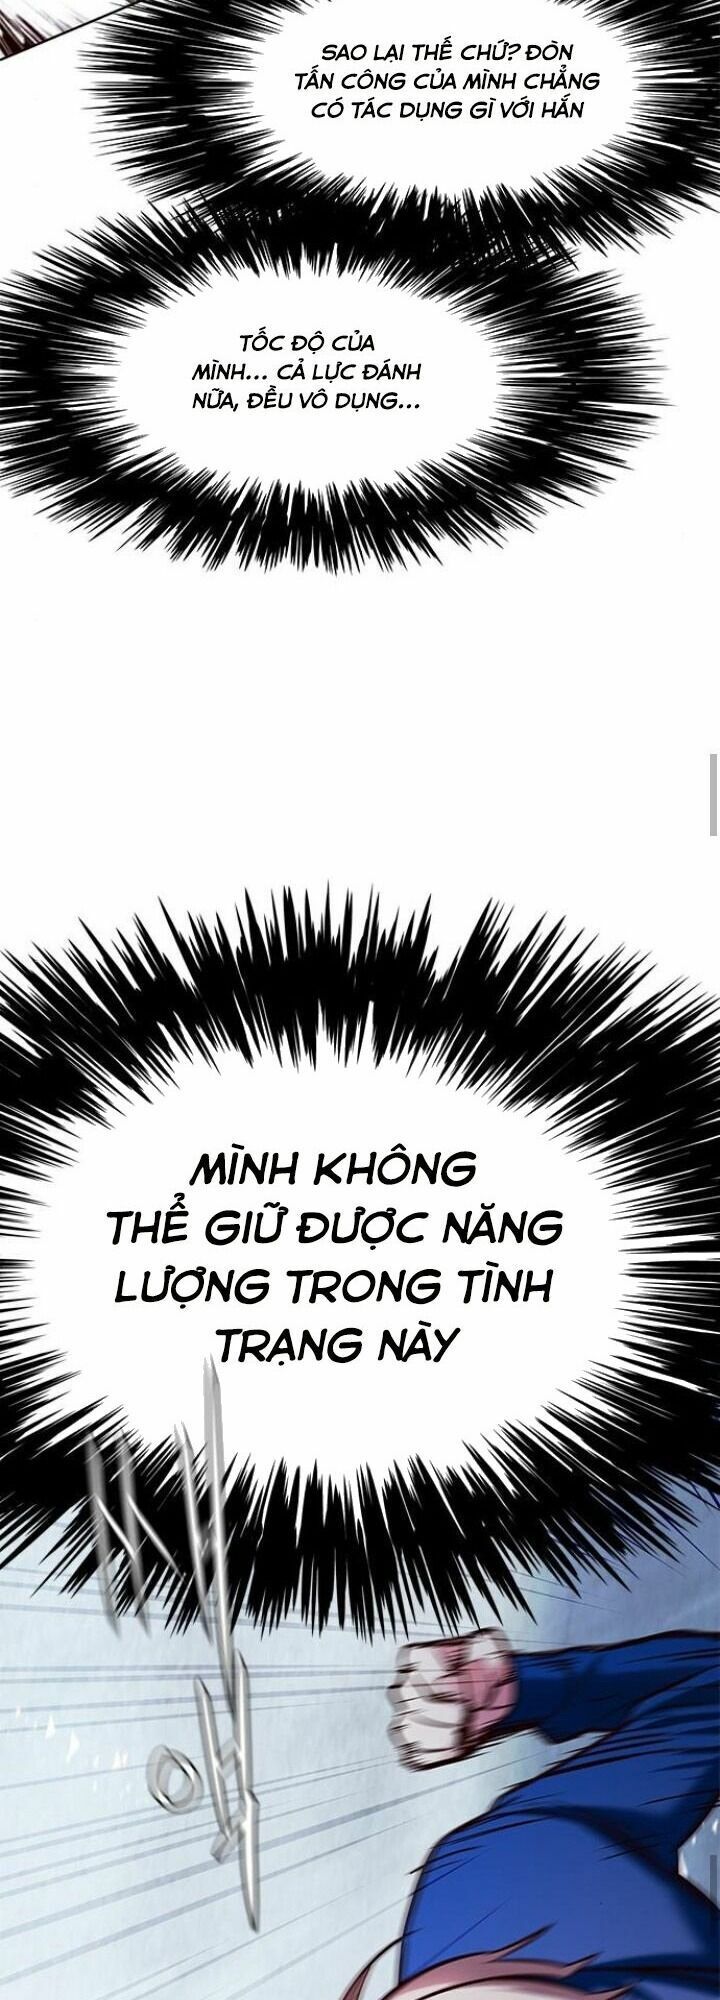 SAO LẠI THẾ CHỨ? ĐÒN
TẤN CÔNG CỦA MÌNH CHẲNG
CÓ TÁC DỤNG GÌ VỚI HẮN
TỐC ĐỘ CỦA
MÌNH... CẢ LỰC ĐÁNH
NỮA, ĐỀU VÔ DỤNG...
MÌNH KHÔNG
THỂ GIỮ ĐƯỢC NĂNG
LƯỢNG TRONG TÌNH
TRẠNG NÀY